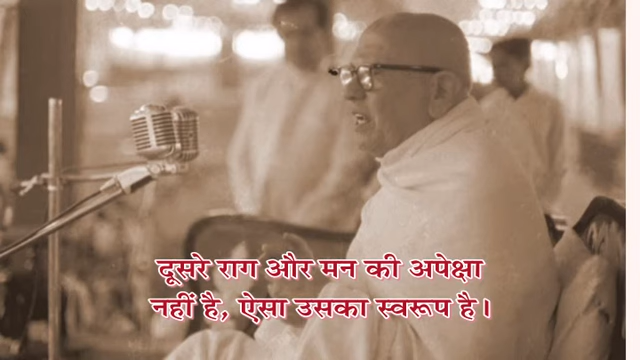 दूसरे राग और मन की अपेक्षा
नहीं है, ऐसा उसका स्वरूप है।